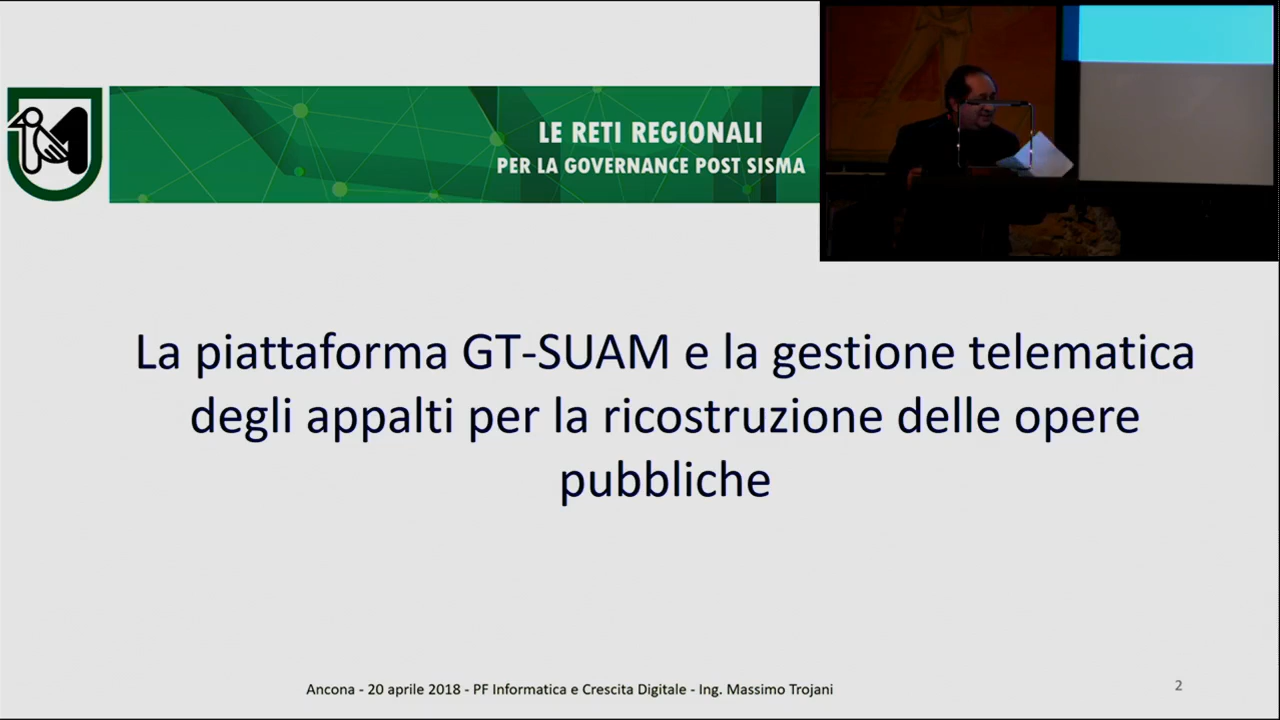 LE RETI REGIONALI
PER LA GOVERNANCE POST SISMA
La piattaforma GT-SUAM e la gestione telematica
degli appalti per la ricostruzione delle opere
pubbliche
Ancona - 20 aprile 2018 - PF Informatica e Crescita Digitale - Ing. Massimo Trojani
2